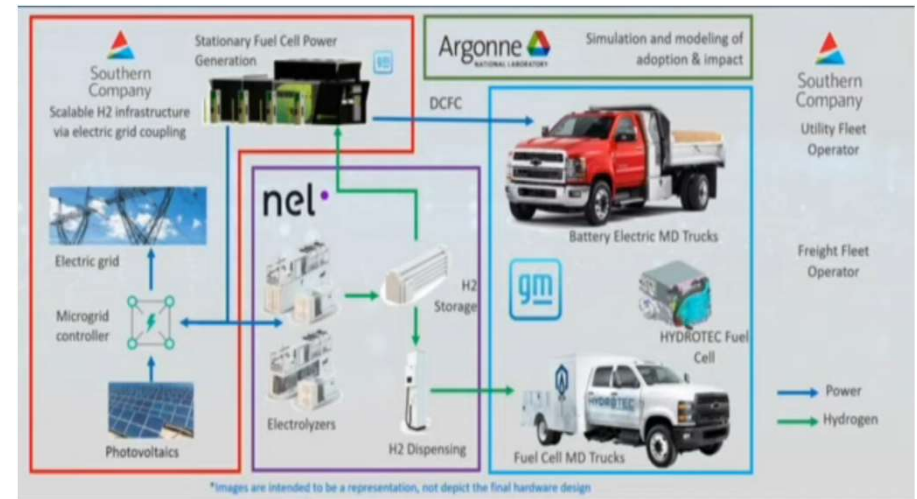 Southern
Company
Scalable H2 infrastructure
via electric grid coupling
Stationary Fuel Cell Power
Generation
gm
Argonne
NATIONAL LABORATORY
Simulation and modeling of
adoption & impact
Southern
Company
Utility Fleet
Operator
Freight Fleet
Operator
DCFC
Battery Electric MD Trucks
nel
Electric grid
Microgrid
controller
Photovoltaics
H2
Storage
Electrolyzers
H2 Dispensing
gm
HYDROTEC Fuel
Cell
HYDROTEC
Fuel Cell MD Trucks
Power
Hydrogen
*Images are intended to be a representation, not depict the final hardware design